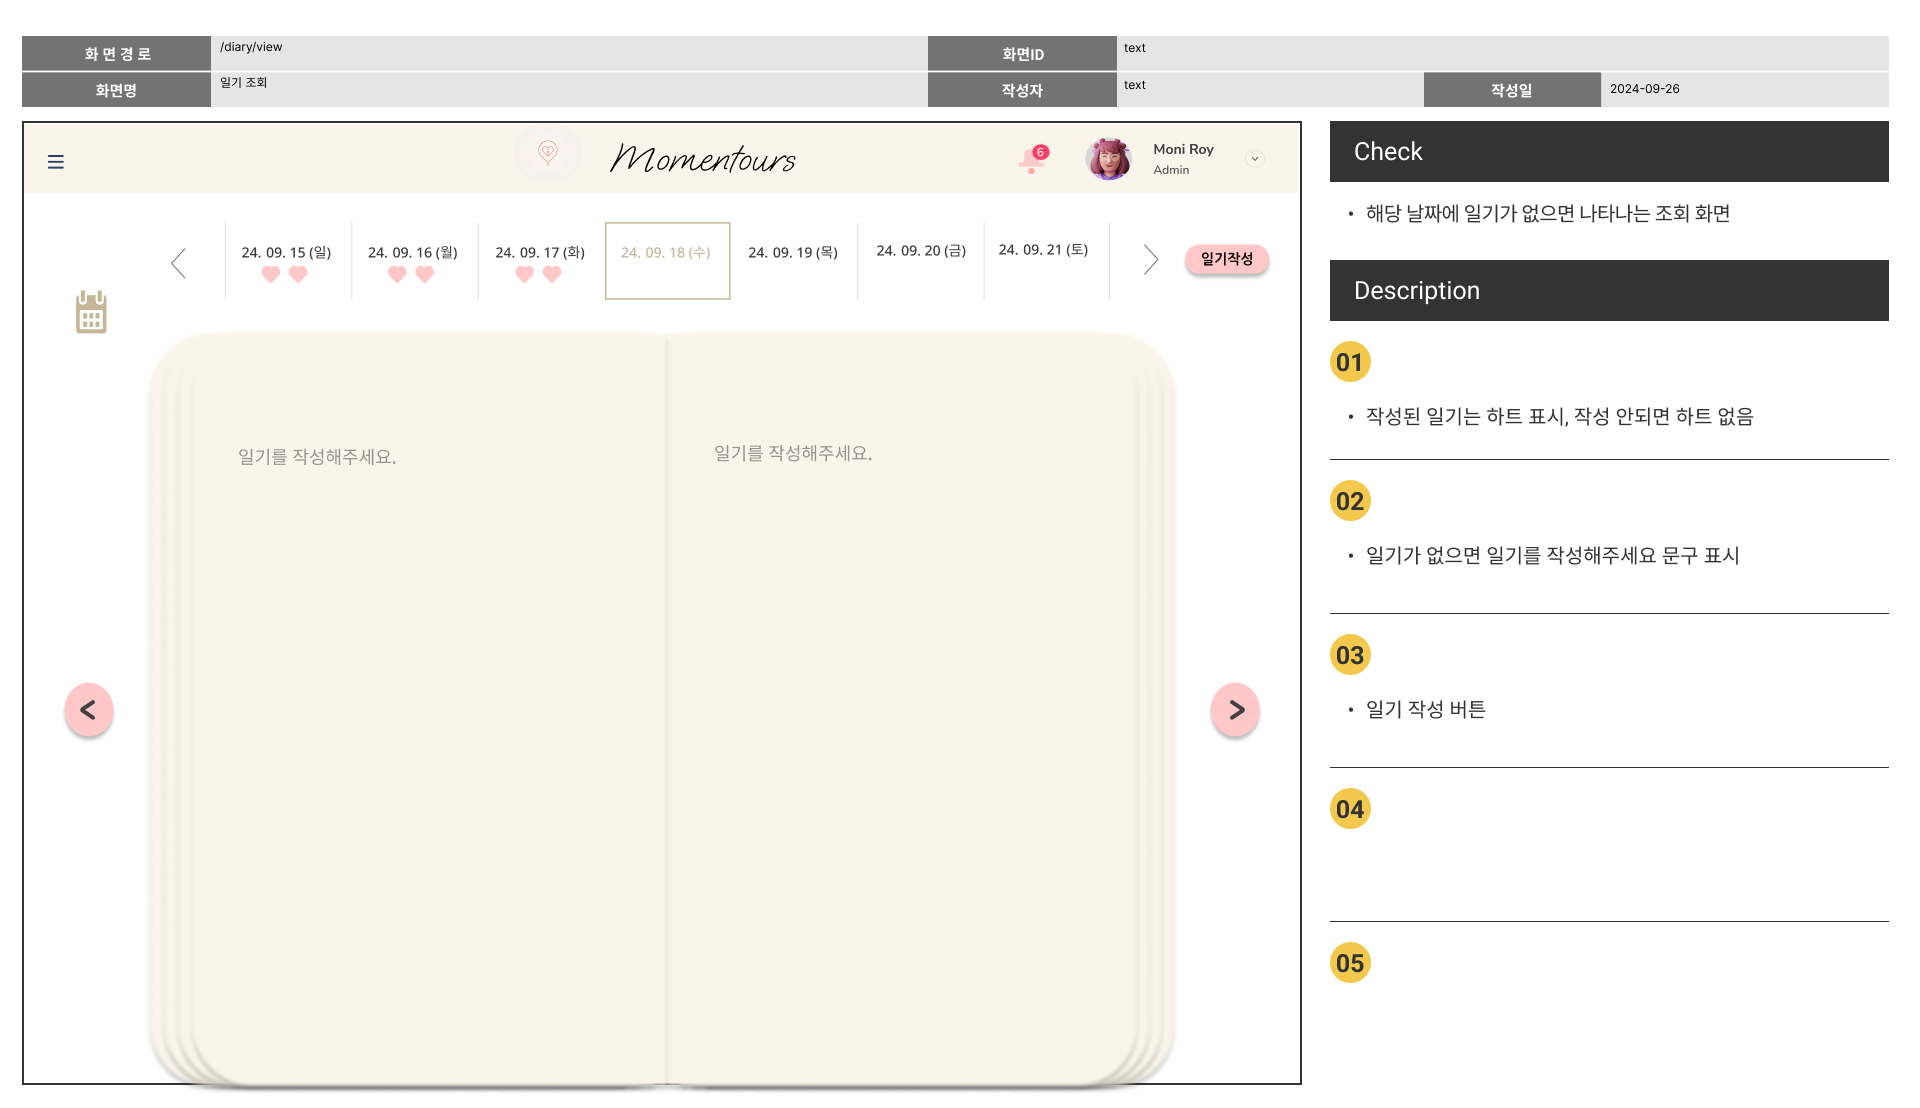 화 면 경 로
/diary/view
화면ID
text
화면명
일기 조회
작성자
text
작성일
2024-09-26
Momentours
6
Moni Roy
Admin
24. 09. 15 (일)
24. 09. 16 (월)
24. 09. 17 (화)
24. 09. 18 (수)
24. 09. 19 (목)
24. 09. 20 (금)
24. 09. 21 (토)
일기작성
일기를 작성해주세요.
일기를 작성해주세요.
<
>
Check
• 해당 날짜에 일기가 없으면 나타나는 조회 화면
Description
01
• 작성된 일기는 하트 표시, 작성 안되면 하트 없음
02
• 일기가 없으면 일기를 작성해주세요 문구 표시
03
• 일기 작성 버튼
04
05